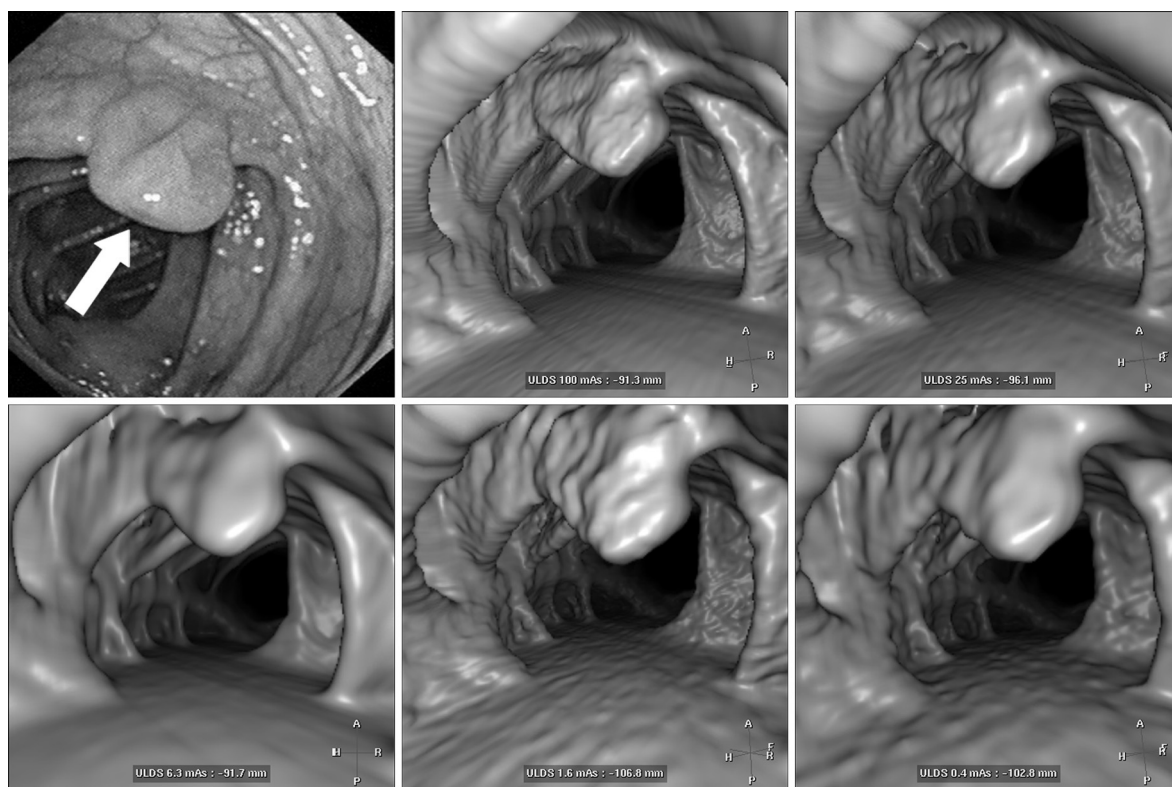 A
H R
P
ULDS 100 mAs : -91.3 mm
A
H R
P
ULDS 25 mAs : -96.1 mm
A
H R
P
ULDS 6.3 mAs : -91.7 mm
A
H F
R
P
ULDS 1.6 mAs : -106.8 mm
A
H F
R
P
ULDS 0.4 mAs : -102.8 mm